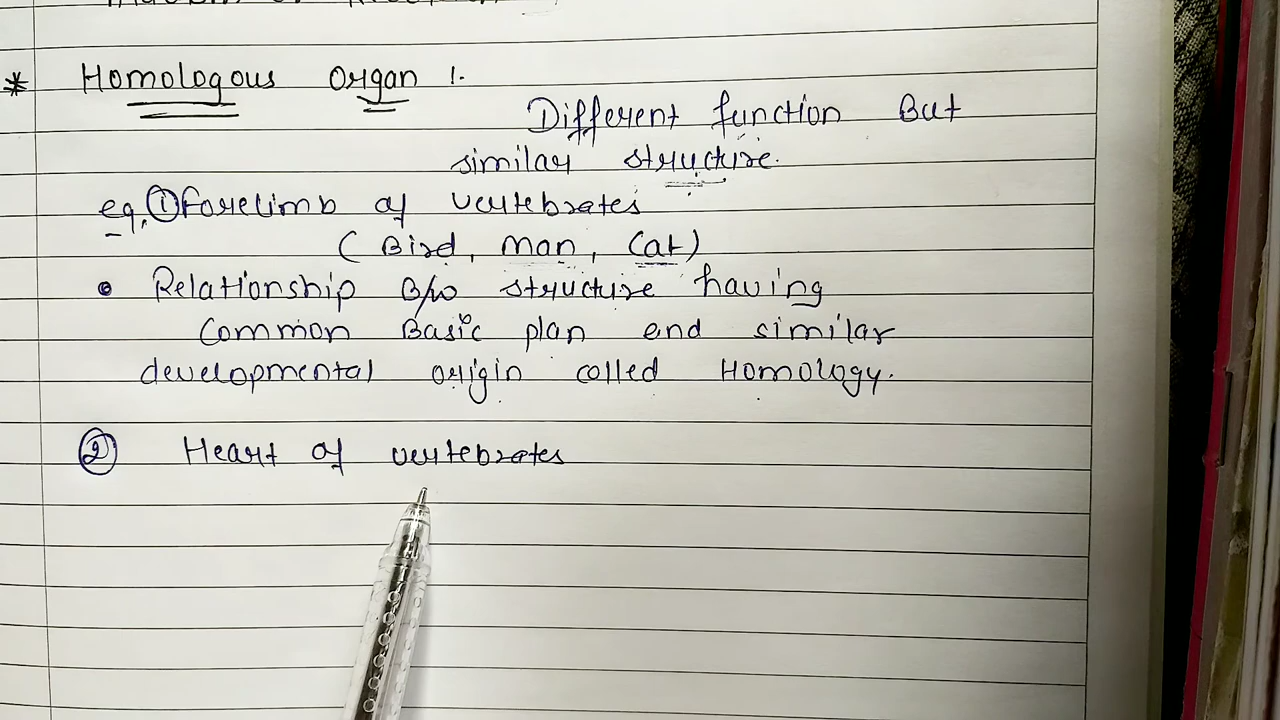 * Homologous Organ :-
Different function But
similar structure.
eg. ① Forelimb of vertebrates
(Bird, man, Cat)
• Relationship B/w structure having
Common Basic plan end similar
developmental origin called Homology.
② Heart of vertebrates